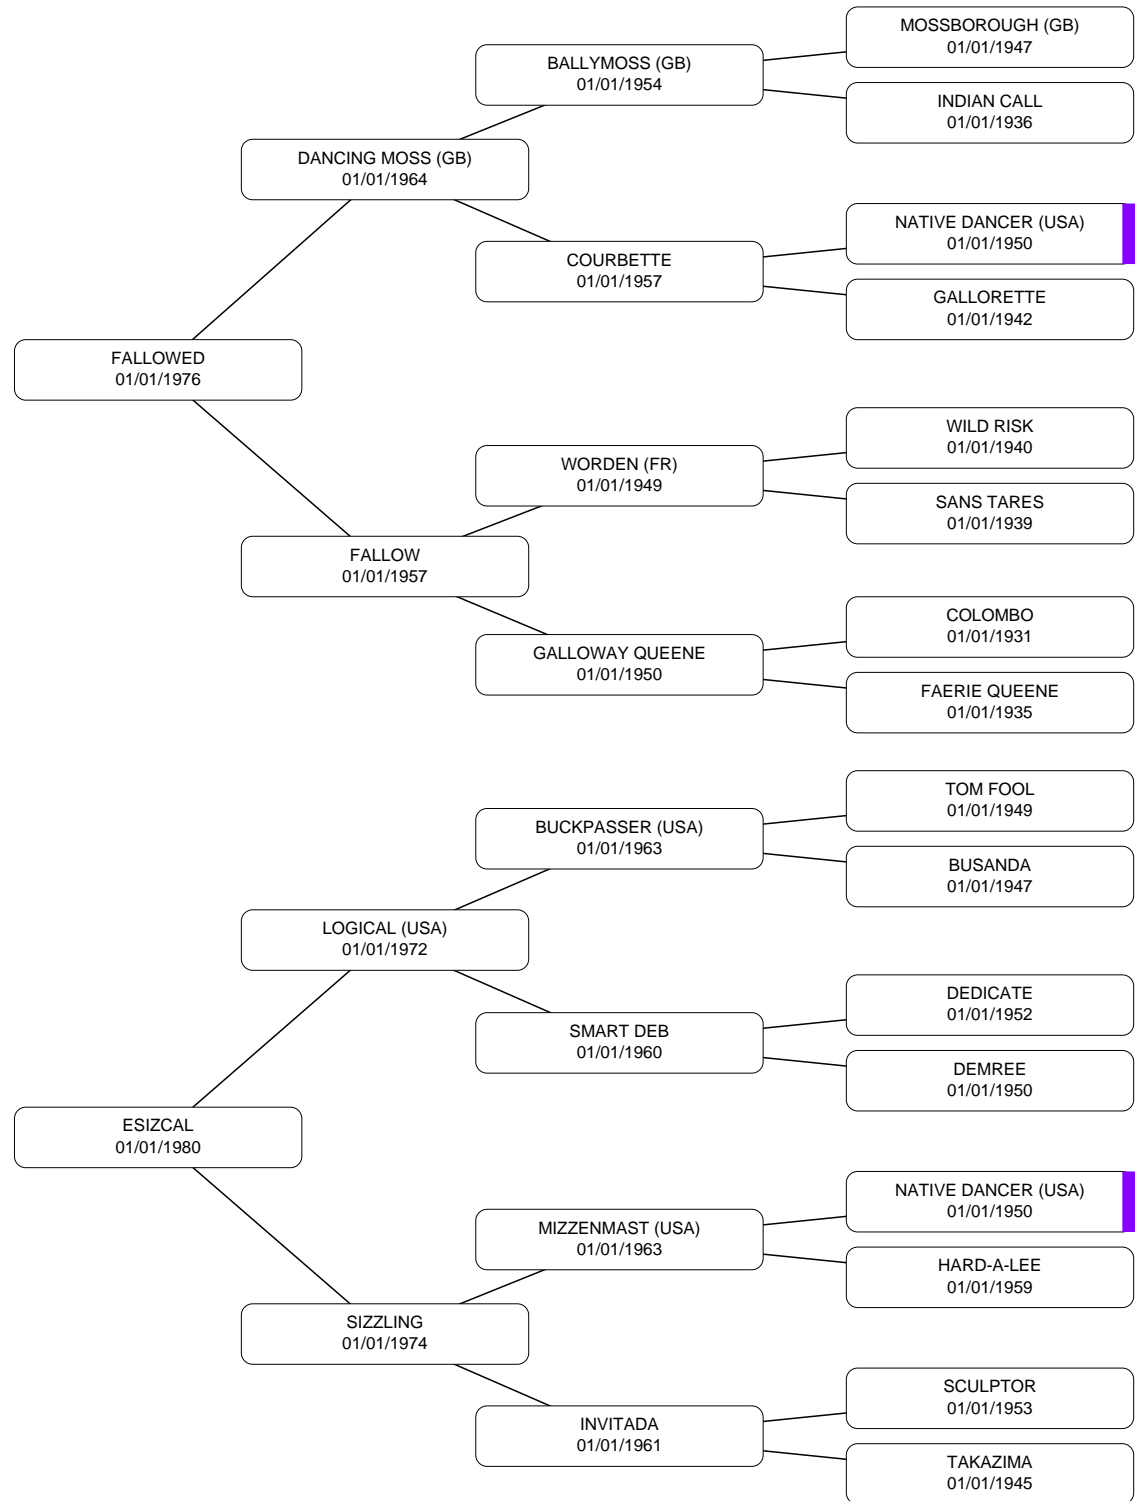 MOSSBOROUGH (GB)
01/01/1947
BALLYMOSS (GB)
01/01/1954
INDIAN CALL
01/01/1936
DANCING MOSS (GB)
01/01/1964
NATIVE DANCER (USA)
01/01/1950
COURBETTE
01/01/1957
GALLORETTE
01/01/1942
FALLOWED
01/01/1976
WILD RISK
01/01/1940
WORDEN (FR)
01/01/1949
SANS TARES
01/01/1939
FALLOW
01/01/1957
COLOMBO
01/01/1931
GALLOWAY QUEENE
01/01/1950
FAERIE QUEENE
01/01/1935
TOM FOOL
01/01/1949
BUCKPASSER (USA)
01/01/1963
BUSANDA
01/01/1947
LOGICAL (USA)
01/01/1972
DEDICATE
01/01/1952
SMART DEB
01/01/1960
DEMREE
01/01/1950
ESIZCAL
01/01/1980
NATIVE DANCER (USA)
01/01/1950
MIZZENMAST (USA)
01/01/1963
HARD-A-LEE
01/01/1959
SIZZLING
01/01/1974
SCULPTOR
01/01/1953
INVITADA
01/01/1961
TAKAZIMA
01/01/1945